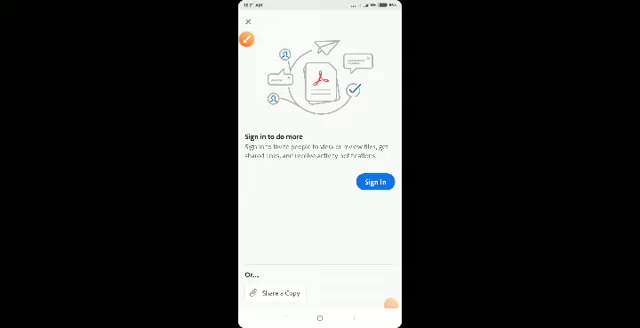 Sign in to do more
Sign in to invite people to view or review files, get
shared links, and receive activity notifications.
Sign In
Or...
Share a Copy